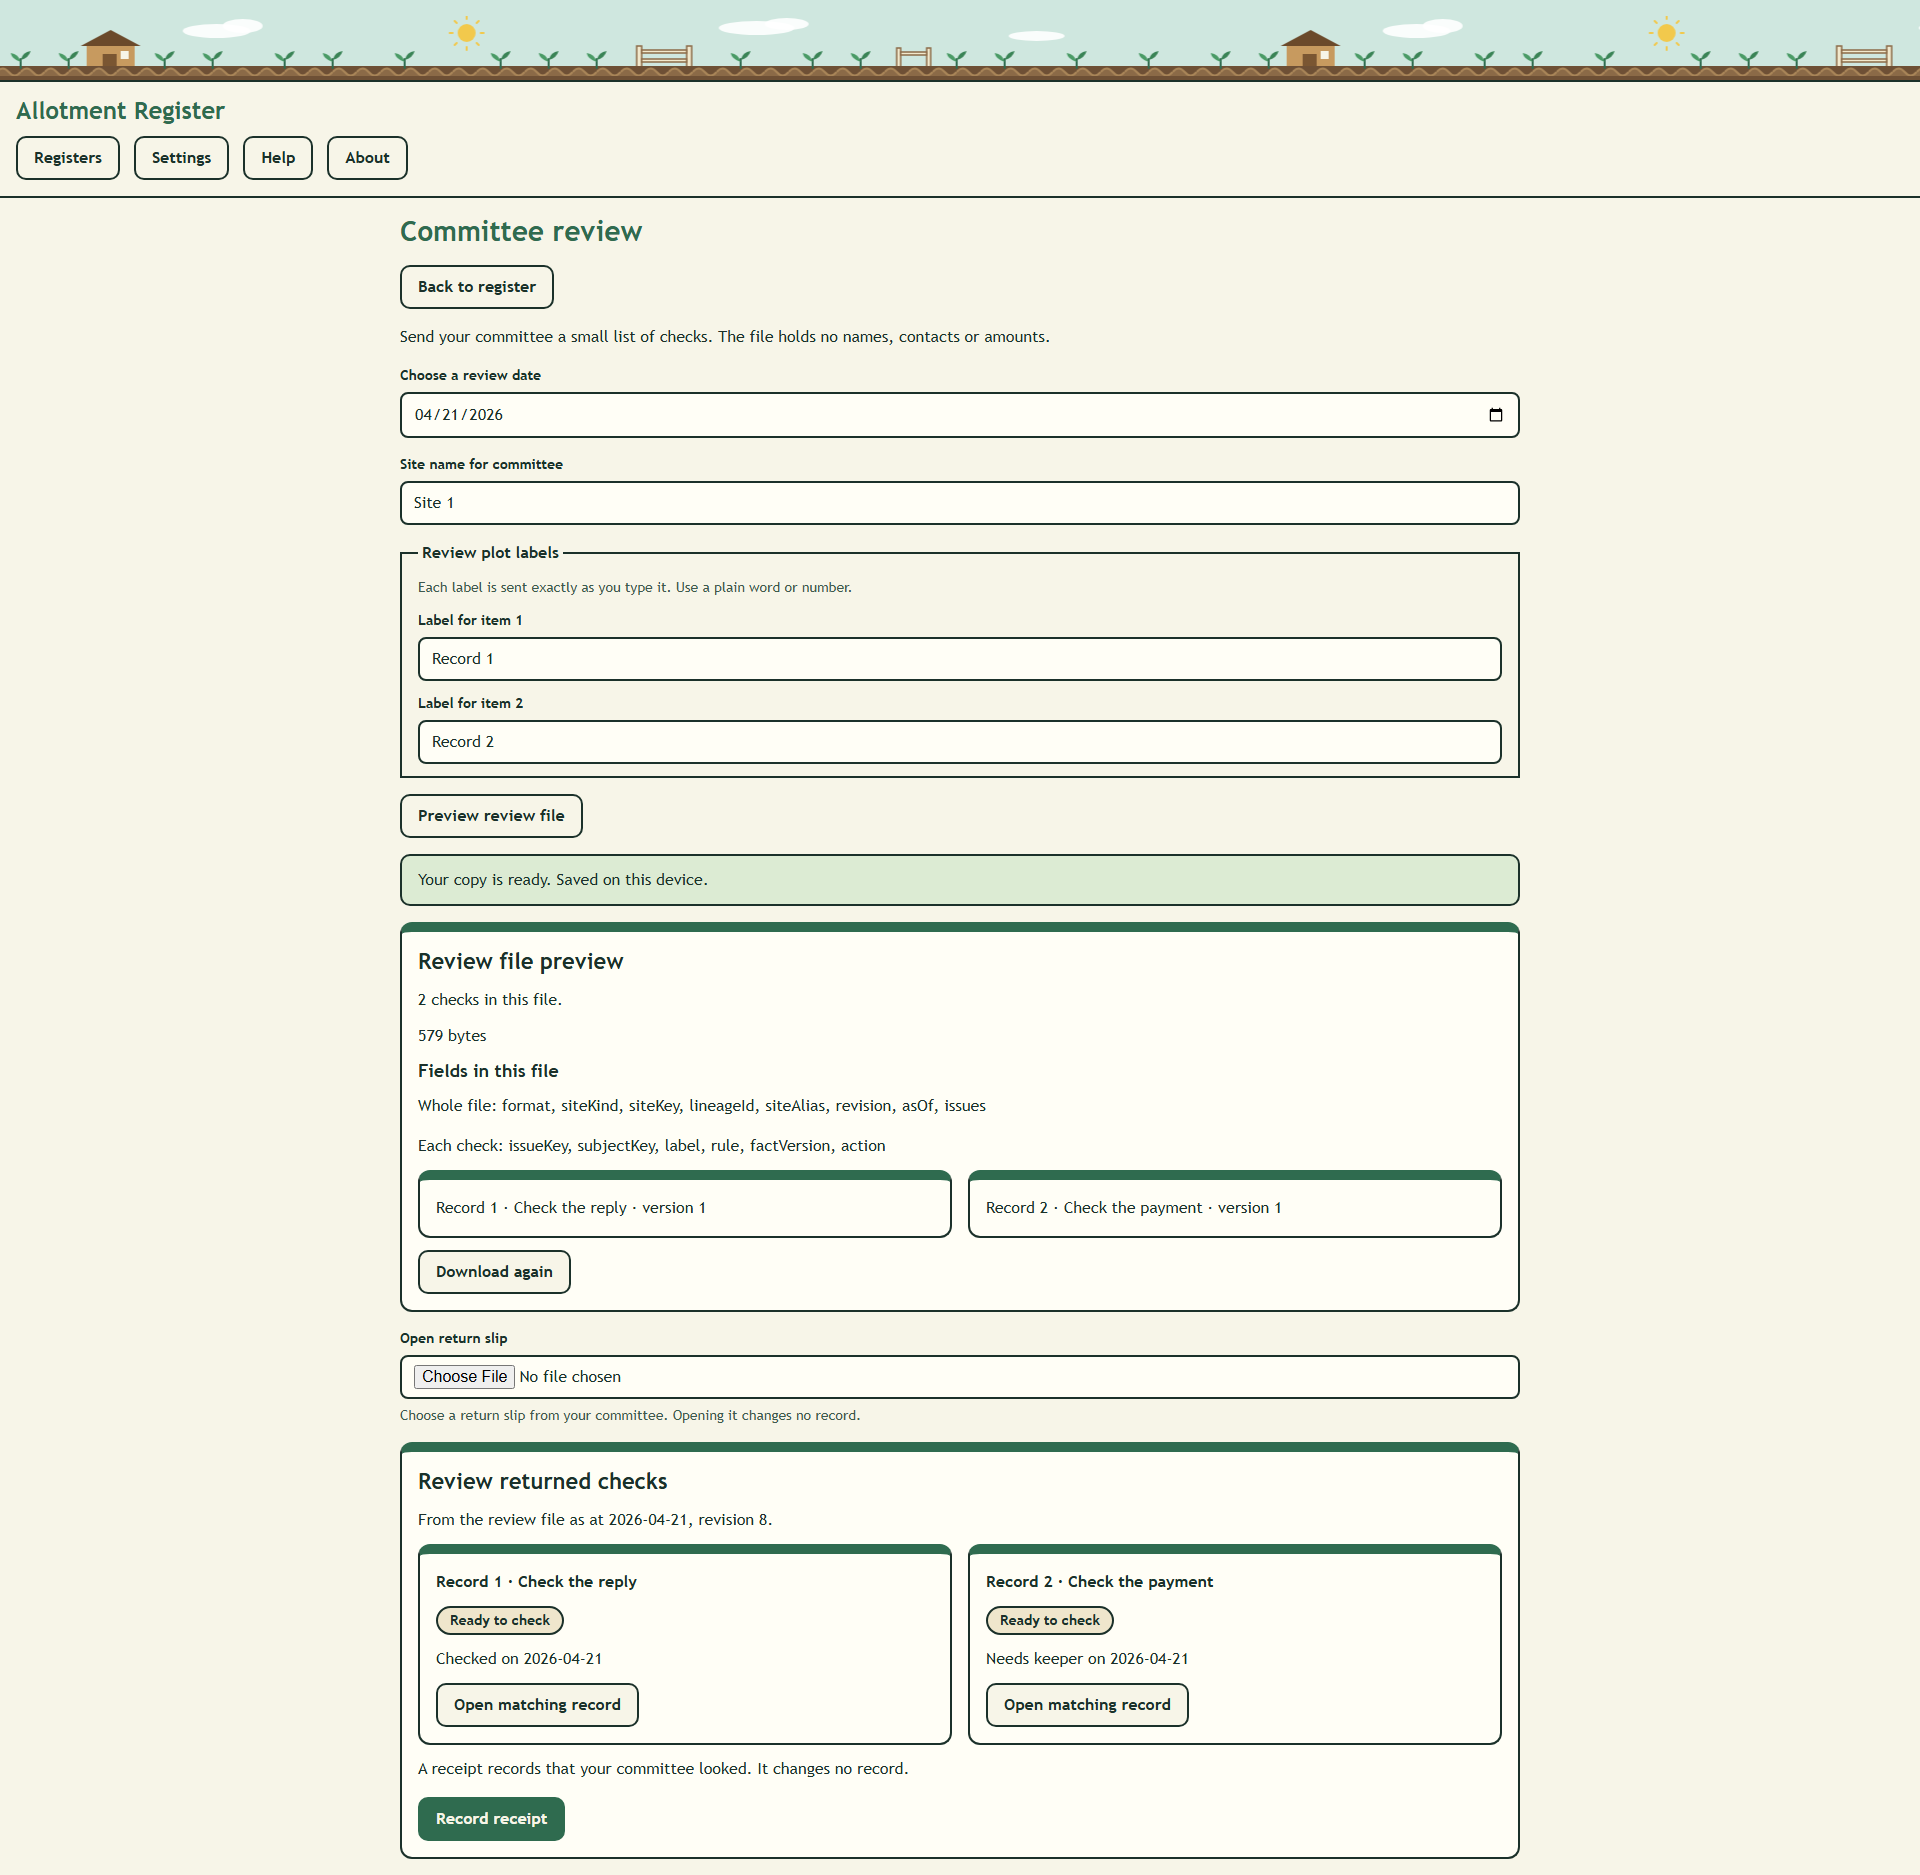 Allotment Register
Registers
Settings
Help
About
Committee review
Back to register
Send your committee a small list of checks. The file holds no names, contacts or amounts.
Choose a review date
04/21/2026
Site name for committee
Site 1
Review plot labels
Each label is sent exactly as you type it. Use a plain word or number.
Label for item 1
Record 1
Label for item 2
Record 2
Preview review file
Your copy is ready. Saved on this device.
Review file preview
2 checks in this file.
579 bytes
Fields in this file
Whole file: format, siteKind, siteKey, lineageId, siteAlias, revision, asOf, issues
Each check: issueKey, subjectKey, label, rule, factVersion, action
Record 1 · Check the reply · version 1
Record 2 · Check the payment · version 1
Download again
Open return slip
Choose File No file chosen
Choose a return slip from your committee. Opening it changes no record.
Review returned checks
From the review file as at 2026-04-21, revision 8.
Record 1 · Check the reply
Ready to check
Checked on 2026-04-21
Open matching record
Record 2 · Check the payment
Ready to check
Needs keeper on 2026-04-21
Open matching record
A receipt records that your committee looked. It changes no record.
Record receipt